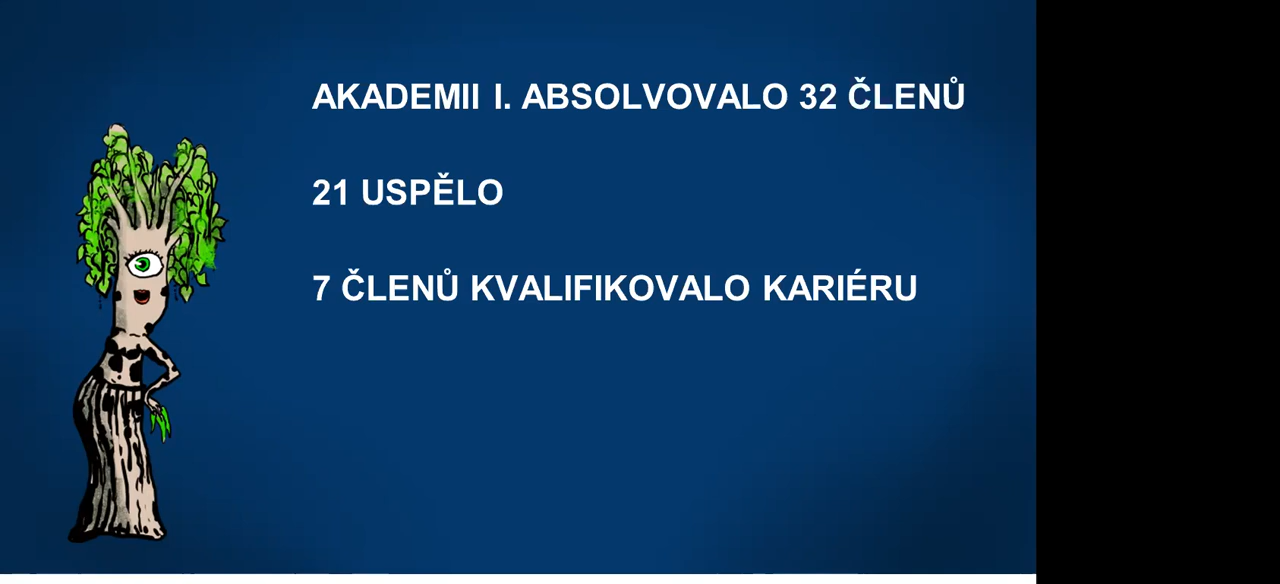 AKADEMII I. ABSOLVOVALO 32 ČLENŮ
21 USPĚLO
7 ČLENŮ KVALIFIKOVALO KARIÉRU